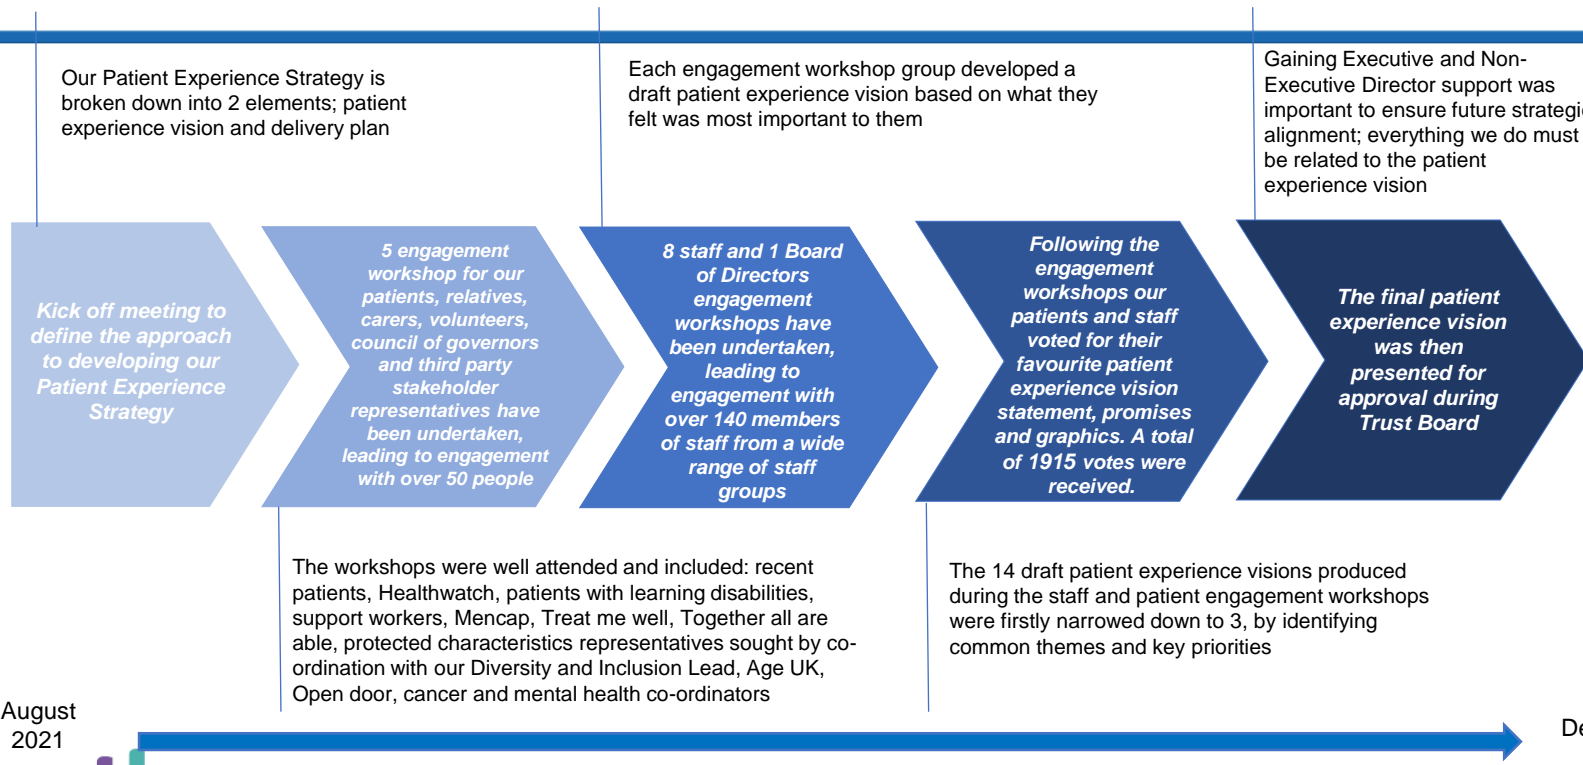 Our Patient Experience Strategy is
broken down into 2 elements; patient
experience vision and delivery plan
Each engagement workshop group developed a
draft patient experience vision based on what they
felt was most important to them
Gaining Executive and Non-
Executive Director support was
important to ensure future strategic
alignment; everything we do must
be related to the patient
experience vision
Kick off meeting to
define the approach
to developing our
Patient Experience
Strategy
5 engagement
workshop for our
patients, relatives,
carers, volunteers,
council of governors
and third party
stakeholder
representatives have
been undertaken,
leading to engagement
with over 50 people
8 staff and 1 Board
of Directors
engagement
workshops have
been undertaken,
leading to
engagement with
over 140 members
of staff from a wide
range of staff
groups
Following the
engagement
workshops our
patients and staff
voted for their
favourite patient
experience vision
statement, promises
and graphics. A total
of 1915 votes were
received.
The final patient
experience vision
was then
presented for
approval during
Trust Board
The workshops were well attended and included: recent
patients, Healthwatch, patients with learning disabilities,
support workers, Mencap, Treat me well, Together all are
able, protected characteristics representatives sought by co-
ordination with our Diversity and Inclusion Lead, Age UK,
Open door, cancer and mental health co-ordinators
The 14 draft patient experience visions produced
during the staff and patient engagement workshops
were firstly narrowed down to 3, by identifying
common themes and key priorities
August
2021